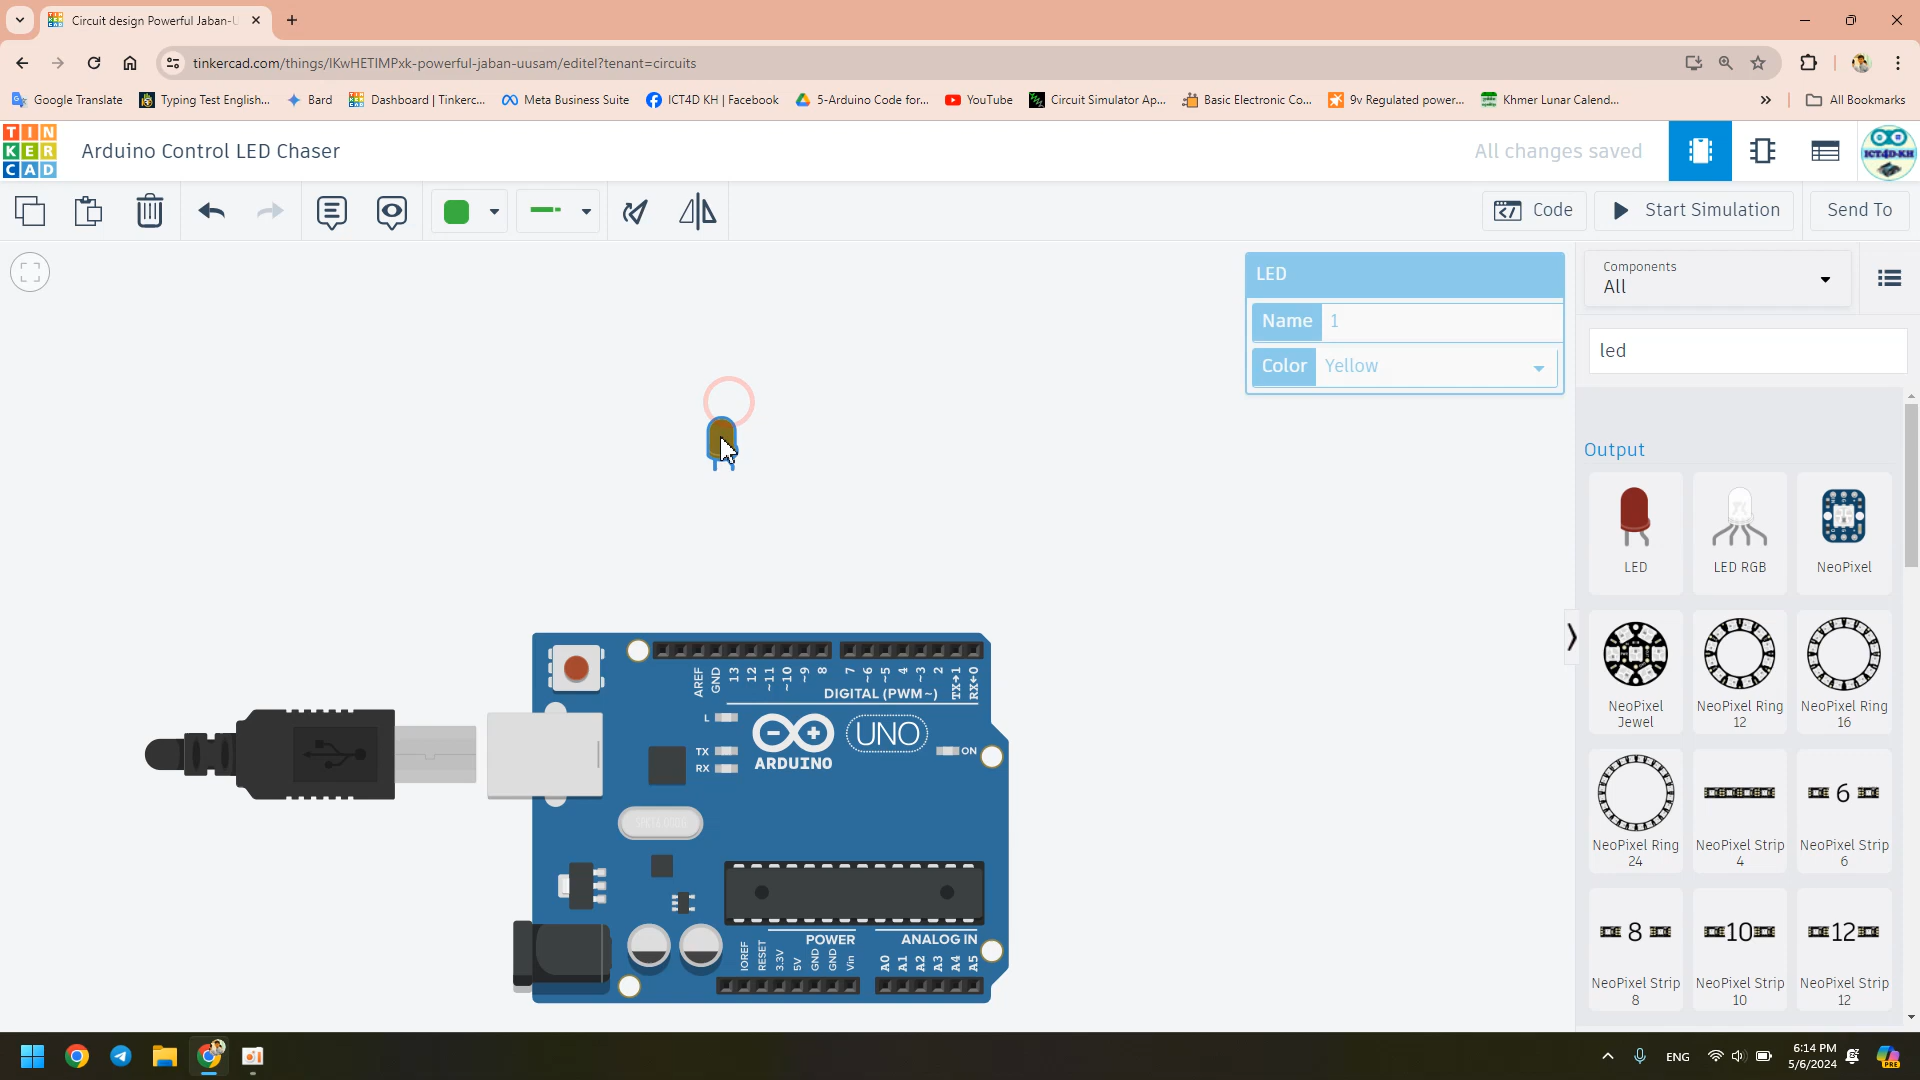 Circuit design Powerful Jaban-U
tinkercad.com/things/lKwHETIMPxk-powerful-jaban-uusam/editel?tenant=circuits
Google Translate
Typing Test English...
Bard
Dashboard | Tinkerc...
Meta Business Suite
ICT4D KH | Facebook
5-Arduino Code for...
YouTube
Circuit Simulator Ap...
Basic Electronic Co...
9v Regulated power...
Khmer Lunar Calend...
All Bookmarks
TIN
KER
CAD
Arduino Control LED Chaser
All changes saved
ICT4D-KH
Code
Start Simulation
Send To
LED
Name 1
Color Yellow
Components
All
led
Output
LED
LED RGB
NeoPixel
NeoPixel
Jewel
NeoPixel Ring
12
NeoPixel Ring
16
NeoPixel Ring
24
NeoPixel Strip
4
6
NeoPixel Strip
6
8
NeoPixel Strip
8
10
NeoPixel Strip
10
12
NeoPixel Strip
12
AREF
GND
13
12
~11
~10
~9
8
7
~6
~5
4
~3
2
TX→1
RX←0
DIGITAL (PWM~)
L
TX
RX
ARDUINO
UNO
ON
POWER
ANALOG IN
IOREF
RESET
3.3V
5V
GND
GND
Vin
A0
A1
A2
A3
A4
A5
ENG
6:14 PM
5/6/2024
PRE